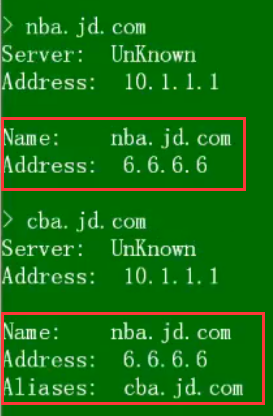 > nba.jd.com
Server:  UnKnown
Address:  10.1.1.1
Name:    nba.jd.com
Address:  6.6.6.6
> cba.jd.com
Server:  UnKnown
Address:  10.1.1.1
Name:    nba.jd.com
Address:  6.6.6.6
Aliases:  cba.jd.com